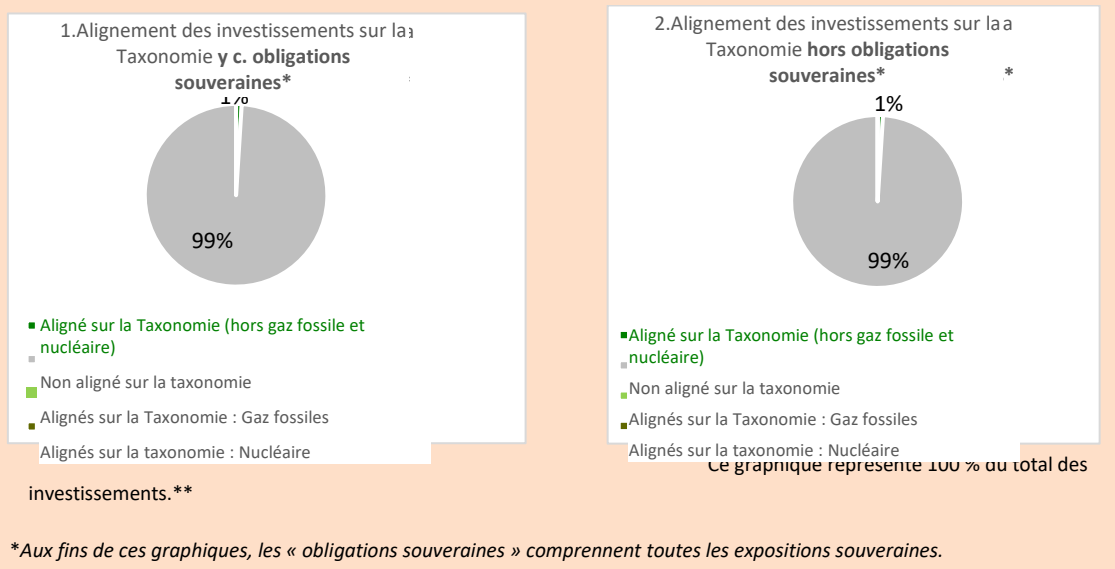 1.Alignement des investissements sur la a
Taxonomie y c. obligations
souveraines*
1%
99%
Aligné sur la Taxonomie (hors gaz fossile et
nucléaire)
Non aligné sur la taxonomie
Alignés sur la Taxonomie : Gaz fossiles
Alignés sur la taxonomie : Nucléaire
2.Alignement des investissements sur la a
Taxonomie hors obligations
souveraines* *
1%
99%
Aligné sur la Taxonomie (hors gaz fossile et
nucléaire)
Non aligné sur la taxonomie
Alignés sur la Taxonomie : Gaz fossiles
Alignés sur la taxonomie : Nucléaire
Ce graphique représente 100 % du total des
investissements.**
*Aux fins de ces graphiques, les « obligations souveraines » comprennent toutes les expositions souveraines.